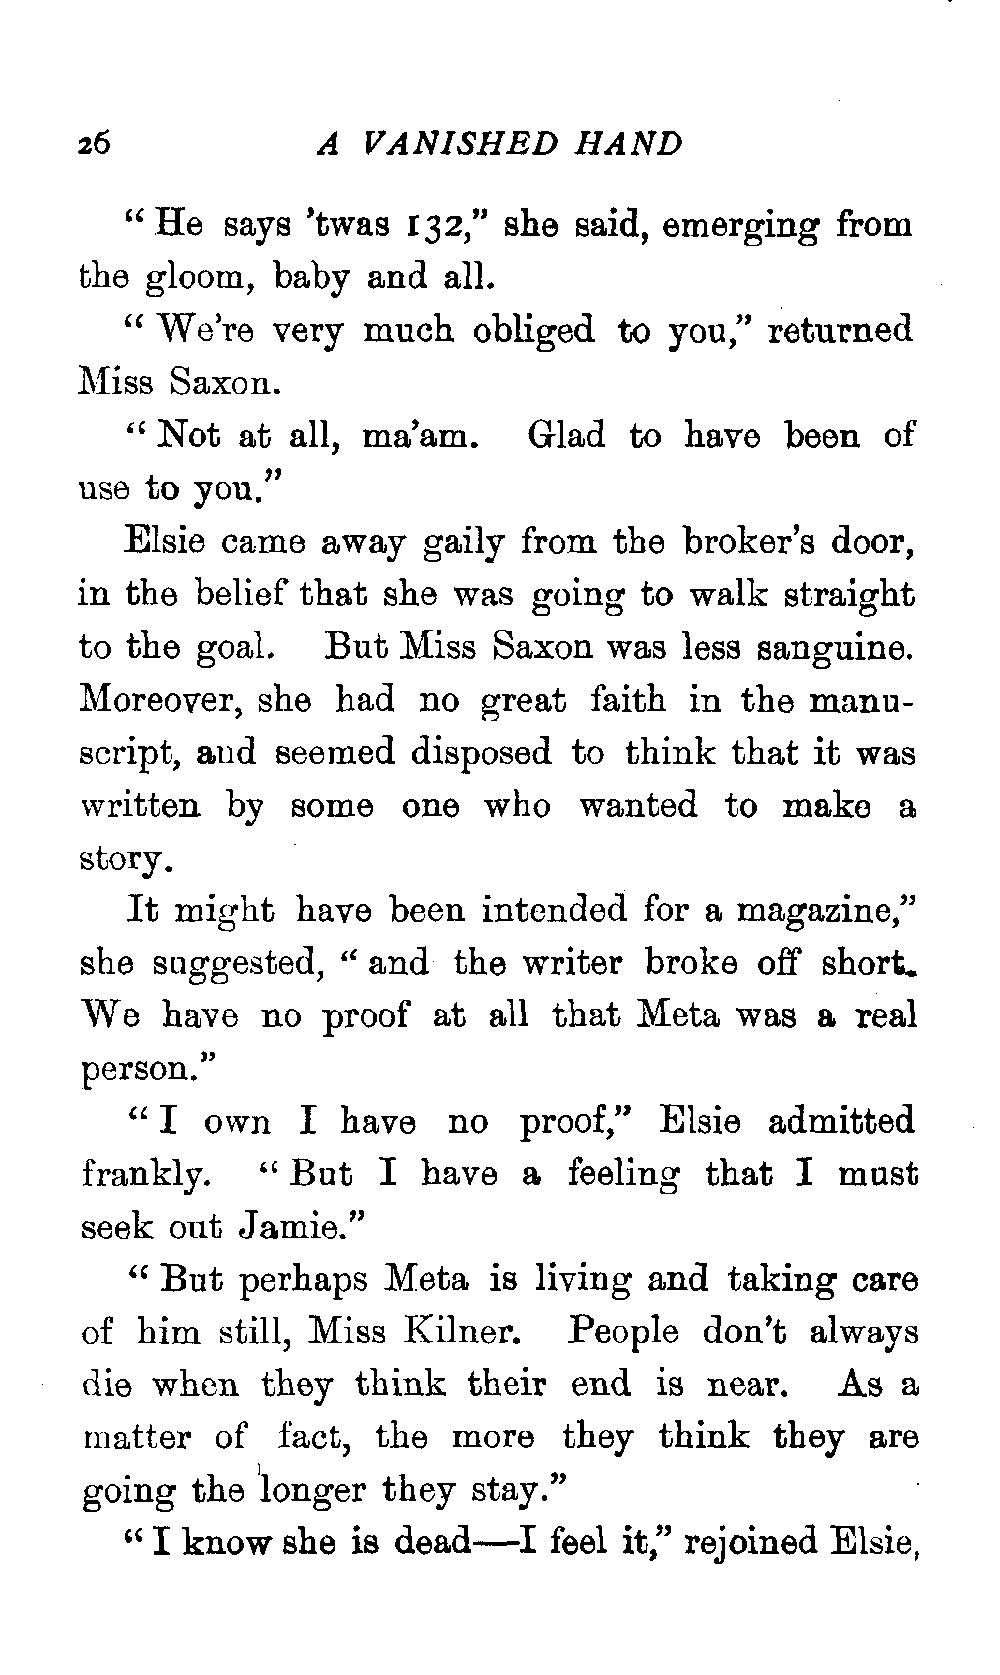 26 A VANISHED HAND
“ He says ’twas 132,” she said, emerging from
the gloom, baby and all.
“ We’re very much obliged to you,” returned
Miss Saxon.
“ Not at all, ma’am. Glad to have been of
use to you.”
Elsie came away gaily from the broker’s door,
in the belief that she was going to walk straight
to the goal. But Miss Saxon was less sanguine.
Moreover, she had no great faith in the manu-
script, and seemed disposed to think that it was
written by some one who wanted to make a
story.
It might have been intended for a magazine,”
she suggested, “ and the writer broke off short.
We have no proof at all that Meta was a real
person.”
“ I own I have no proof,” Elsie admitted
frankly. “ But I have a feeling that I must
seek out Jamie.”
“ But perhaps Meta is living and taking care
of him still, Miss Kilner. People don’t always
die when they think their end is near. As a
matter of fact, the more they think they are
going the longer they stay.”
“ I know she is dead—I feel it,” rejoined Elsie,